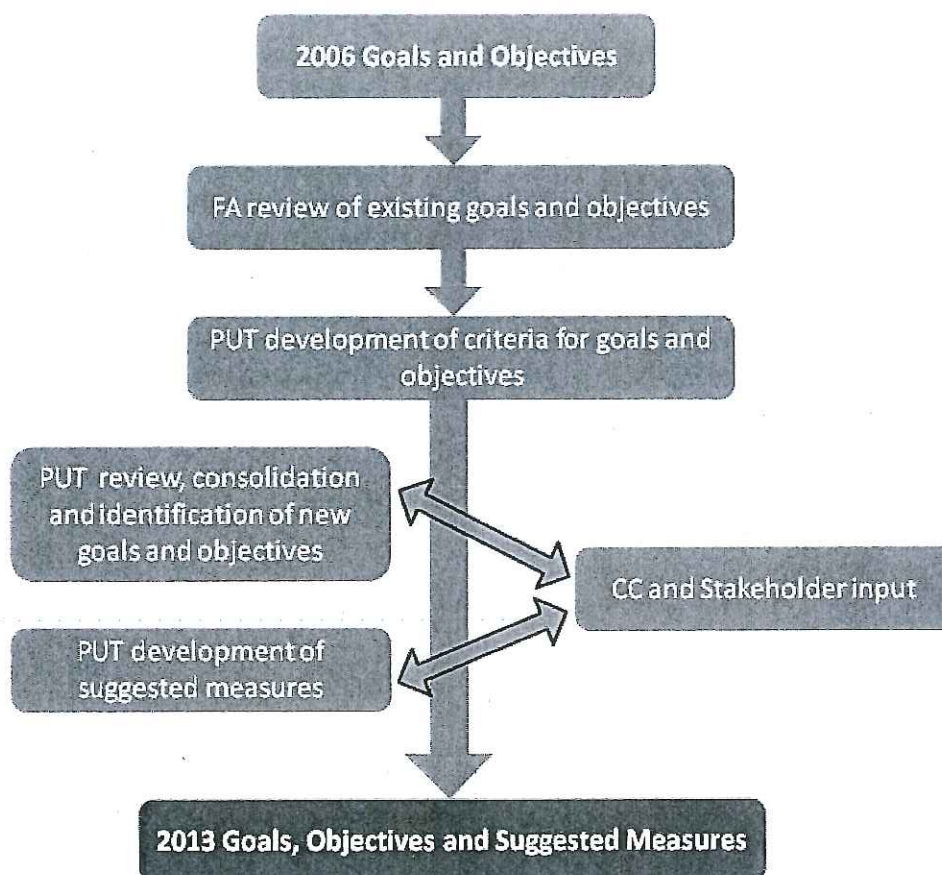 2006 Goals and Objectives
FA review of existing goals and objectives
PUT development of criteria for goals and
objectives
PUT review, consolidation
and identification of new
goals and objectives
CC and Stakeholder input
PUT development of
suggested measures
2013 Goals, Objectives and Suggested Measures